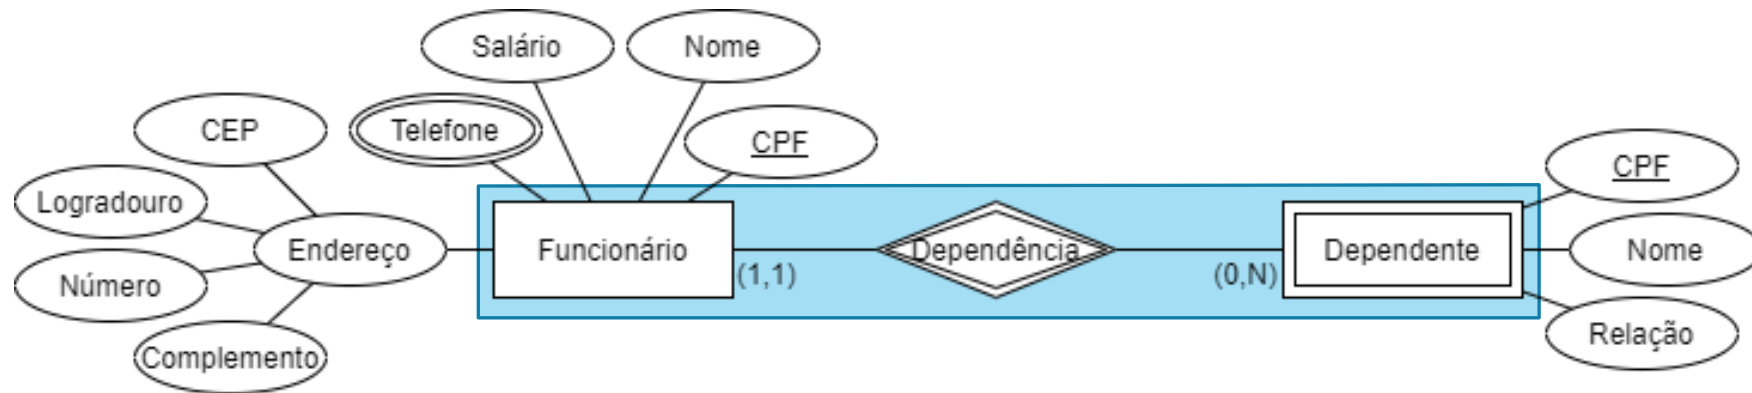 Salário
Nome
CEP
Telefone
CPF
CPF
Logradouro
Endereço
Funcionário
(1,1)
Dependência
(0,N)
Dependente
Nome
Número
Relação
Complemento